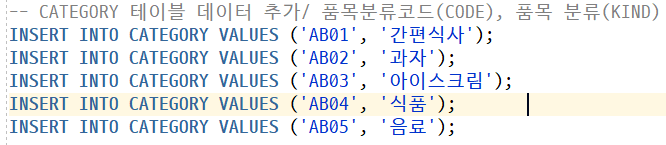 -- CATEGORY 테이블 데이터 추가/ 품목분류코드(CODE), 품목 분류(KIND)
INSERT INTO CATEGORY VALUES ('AB01', '간편식사');
INSERT INTO CATEGORY VALUES ('AB02', '과자');
INSERT INTO CATEGORY VALUES ('AB03', '아이스크림');
INSERT INTO CATEGORY VALUES ('AB04', '식품');
INSERT INTO CATEGORY VALUES ('AB05', '음료');